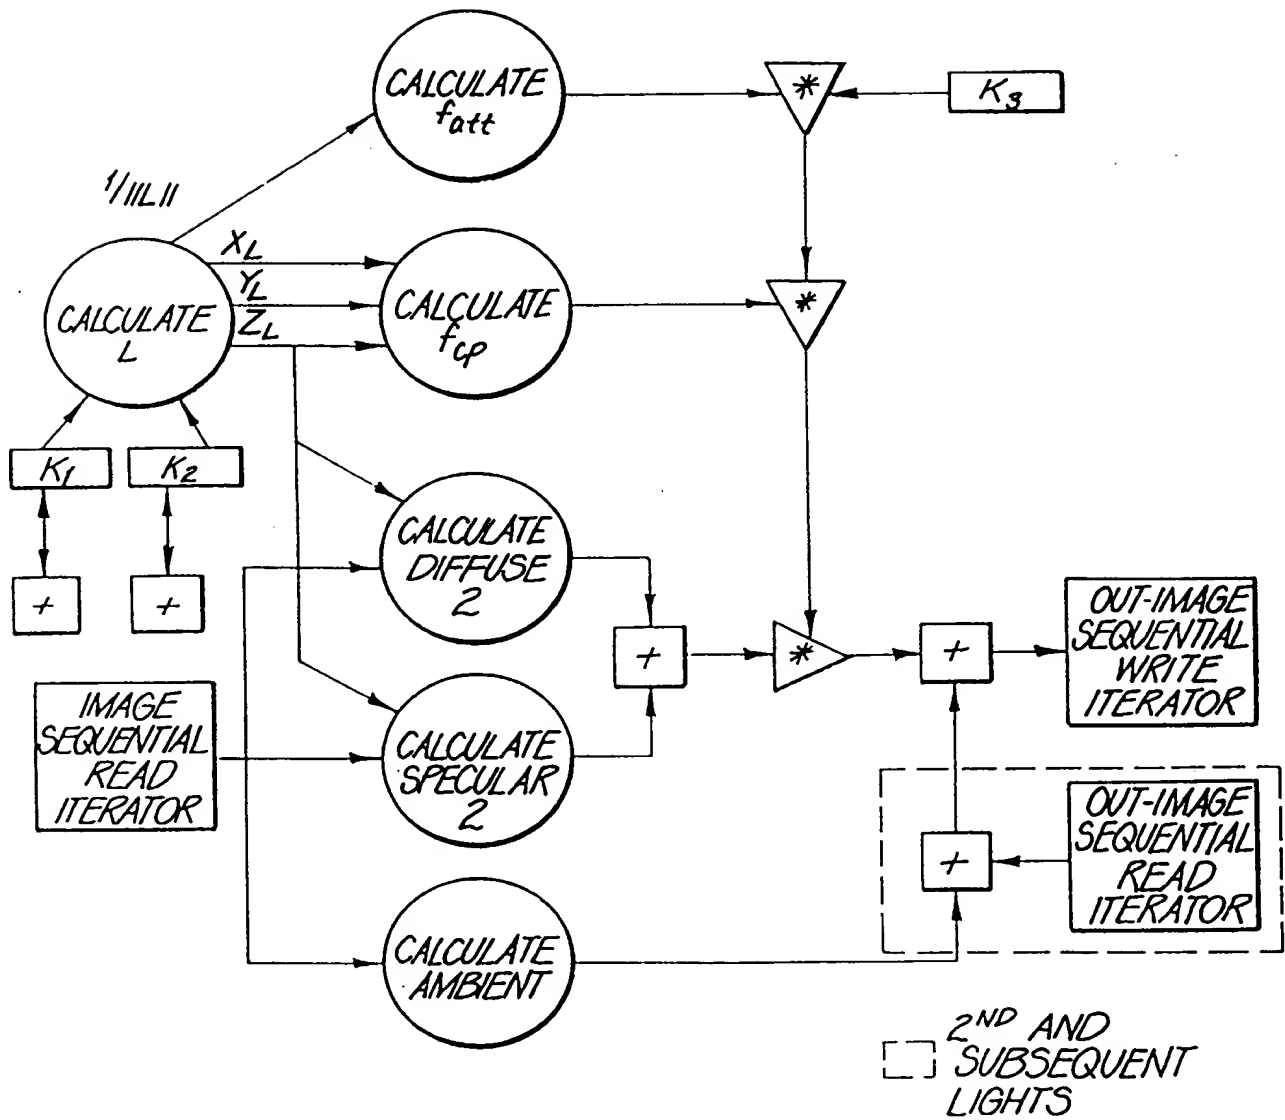 CALCULATE
fatt
*
K3
1/||L||
XL
YL
ZL
CALCULATE
L
CALCULATE
fcp
*
K1
K2
+
+
CALCULATE
DIFFUSE
2
+
*
+
OUT-IMAGE
SEQUENTIAL
WRITE
ITERATOR
IMAGE
SEQUENTIAL
READ
ITERATOR
CALCULATE
SPECULAR
2
+
OUT-IMAGE
SEQUENTIAL
READ
ITERATOR
CALCULATE
AMBIENT
2ND AND
SUBSEQUENT
LIGHTS